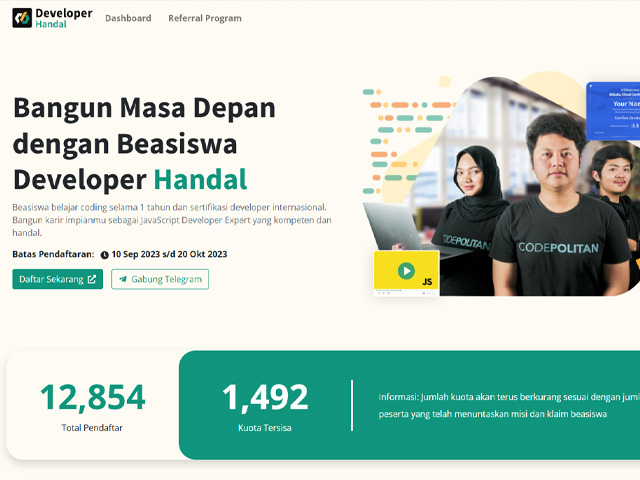 Developer
Handal
Dashboard
Referral Program
Bangun Masa Depan
dengan Beasiswa
Developer Handal
Beasiswa belajar coding selama 1 tahun dan sertifikasi developer internasional.
Bangun karir impianmu sebagai JavaScript Developer Expert yang kompeten dan
handal.
Batas Pendaftaran: 10 Sep 2023 s/d 20 Okt 2023
Daftar Sekarang
Gabung Telegram
Your Nam
CODEPOLITAN
CODEPOLITAN
JS
12,854
Total Pendaftar
1,492
Kuota Tersisa
Informasi: Jumlah kuota akan terus berkurang sesuai dengan juml
peserta yang telah menuntaskan misi dan klaim beasiswa